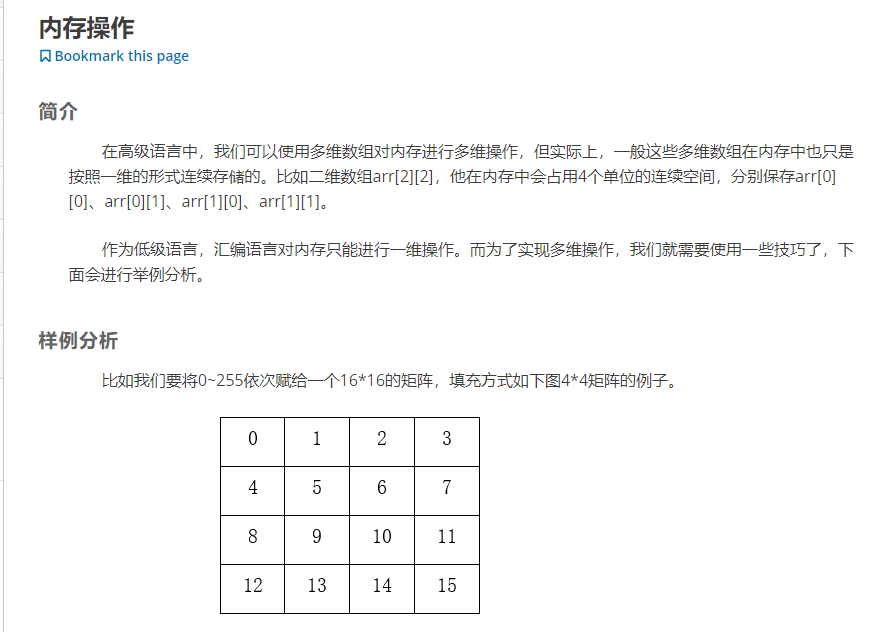 内存操作
Bookmark this page
简介
在高级语言中，我们可以使用多维数组对内存进行多维操作，但实际上，一般这些多维数组在内存中也只是
按照一维的形式连续存储的。比如二维数组arr[2][2]，他在内存中会占用4个单位的连续空间，分别保存arr[0]
[0]、arr[0][1]、arr[1][0]、arr[1][1]。
作为低级语言，汇编语言对内存只能进行一维操作。而为了实现多维操作，我们就需要使用一些技巧了，下
面会进行举例分析。
样例分析
比如我们要将0~255依次赋给一个16*16的矩阵，填充方式如下图4*4矩阵的例子。
0 1 2 3
4 5 6 7
8 9 10 11
12 13 14 15